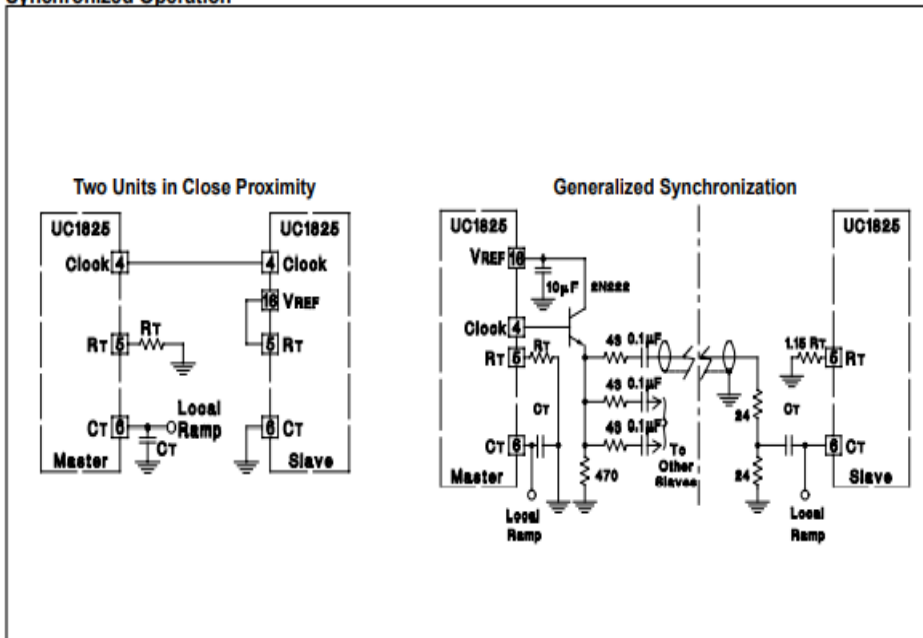 Synchronized Operation
Two Units in Close Proximity
UC1825
Clock 4
RT 5
RT
CT 6
CT
Local
Ramp
Master
UC1825
4 Clock
16 VREF
5 RT
6 CT
Slave
Generalized Synchronization
UC1825
VREF 16
10µF
2N222
Clock 4
RT 5
RT
CT
CT 6
Master
Local
Ramp
43 0.1µF
43 0.1µF
43 0.1µF
470
To
Other
Slaves
24
24
UC1825
1.15 RT
5 RT
CT
6 CT
Slave
Local
Ramp